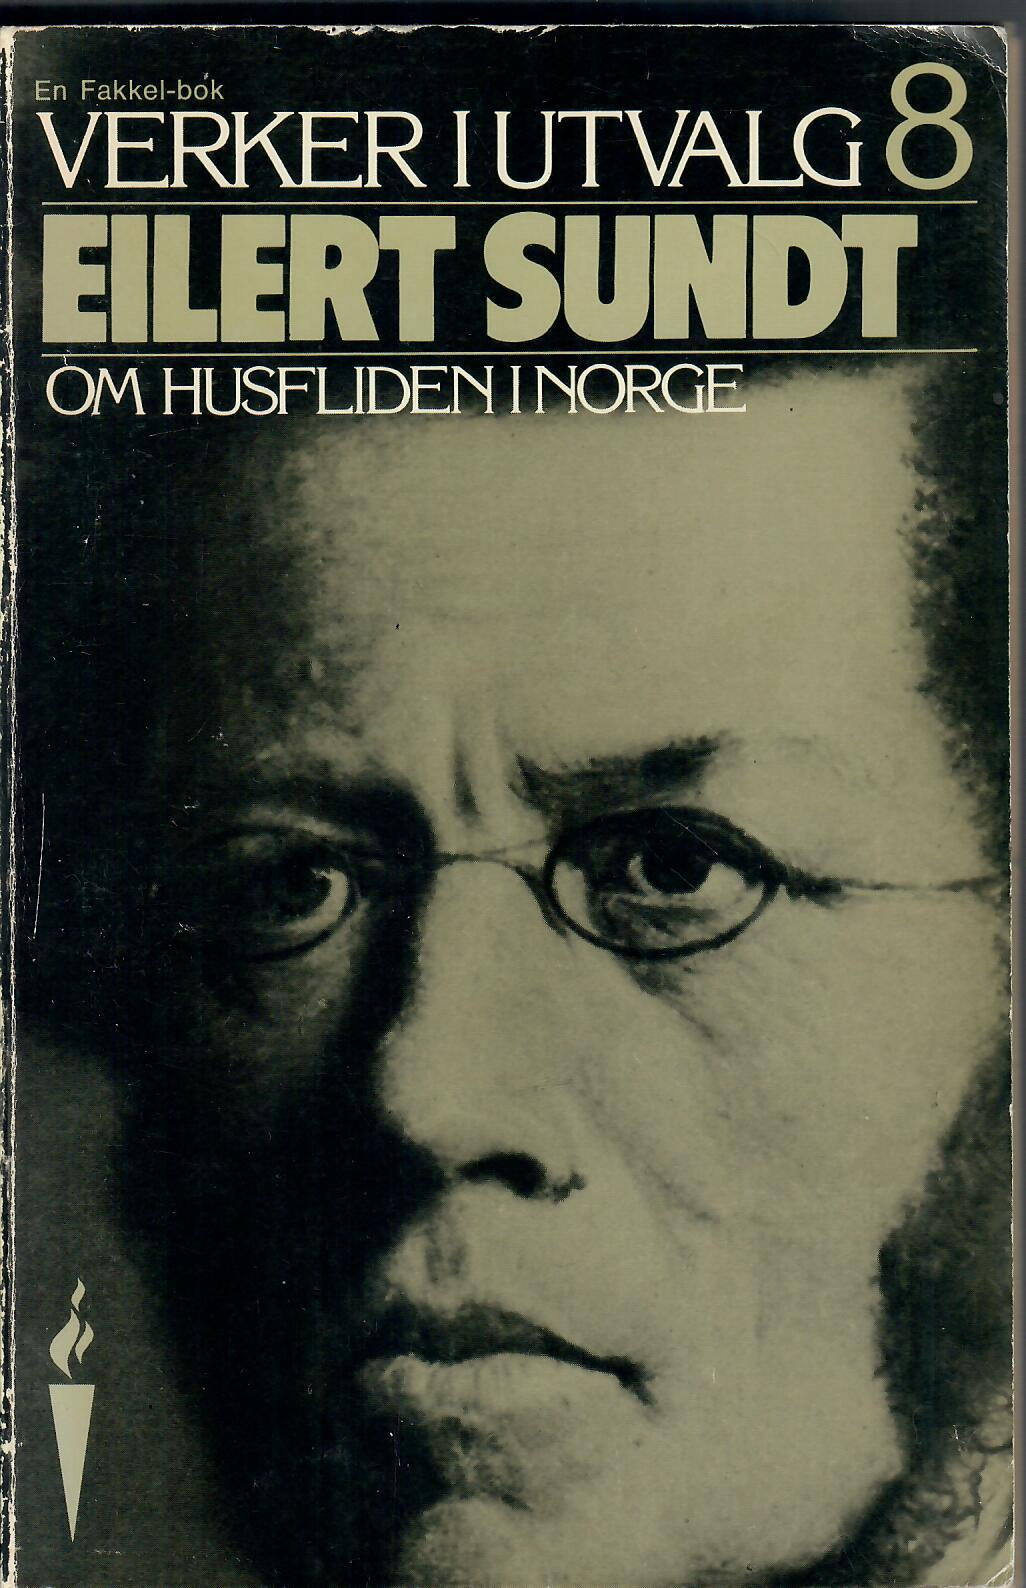 En Fakkel-bok
VERKER I UTVALG 8
EILERT SUNDT
OM HUSFLIDEN I NORGE